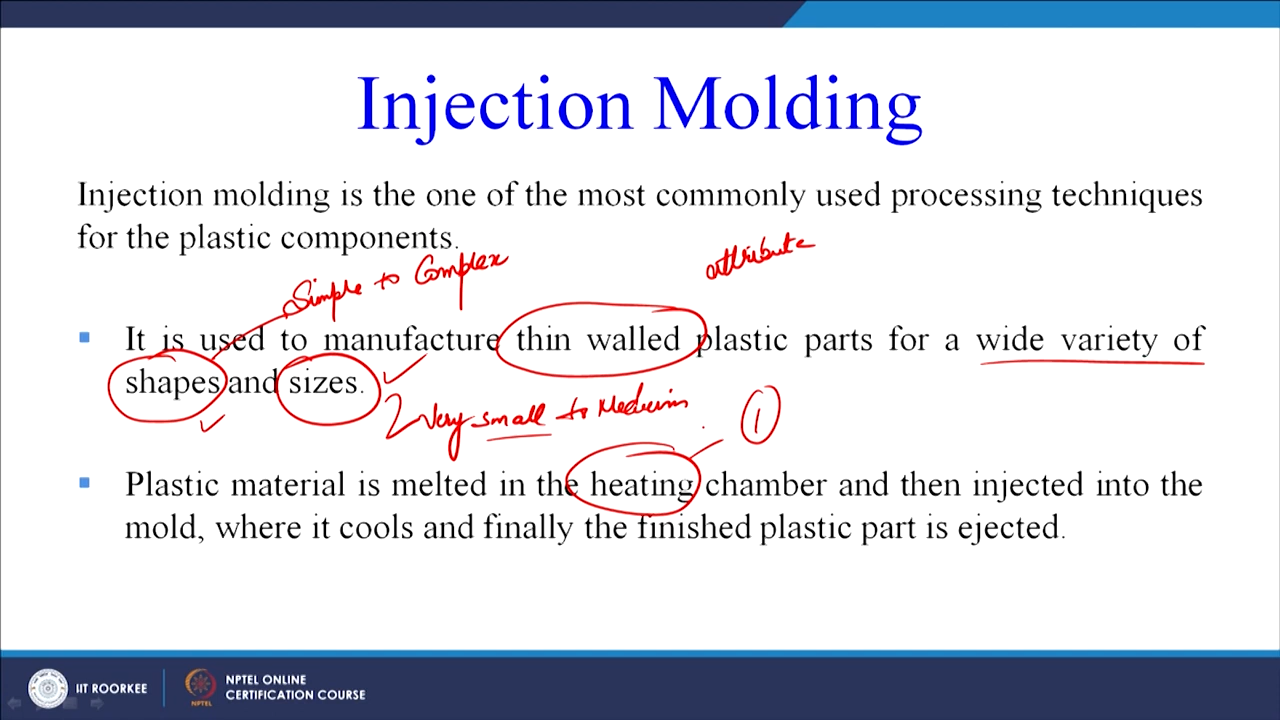 Injection Molding
Injection molding is the one of the most commonly used processing techniques
for the plastic components.
attribute
Simple to Complex
It is used to manufacture thin walled plastic parts for a wide variety of
shapes and sizes.
Very small to Medium
1
Plastic material is melted in the heating chamber and then injected into the
mold, where it cools and finally the finished plastic part is ejected.
IIT ROORKEE
NPTEL
NPTEL ONLINE
CERTIFICATION COURSE